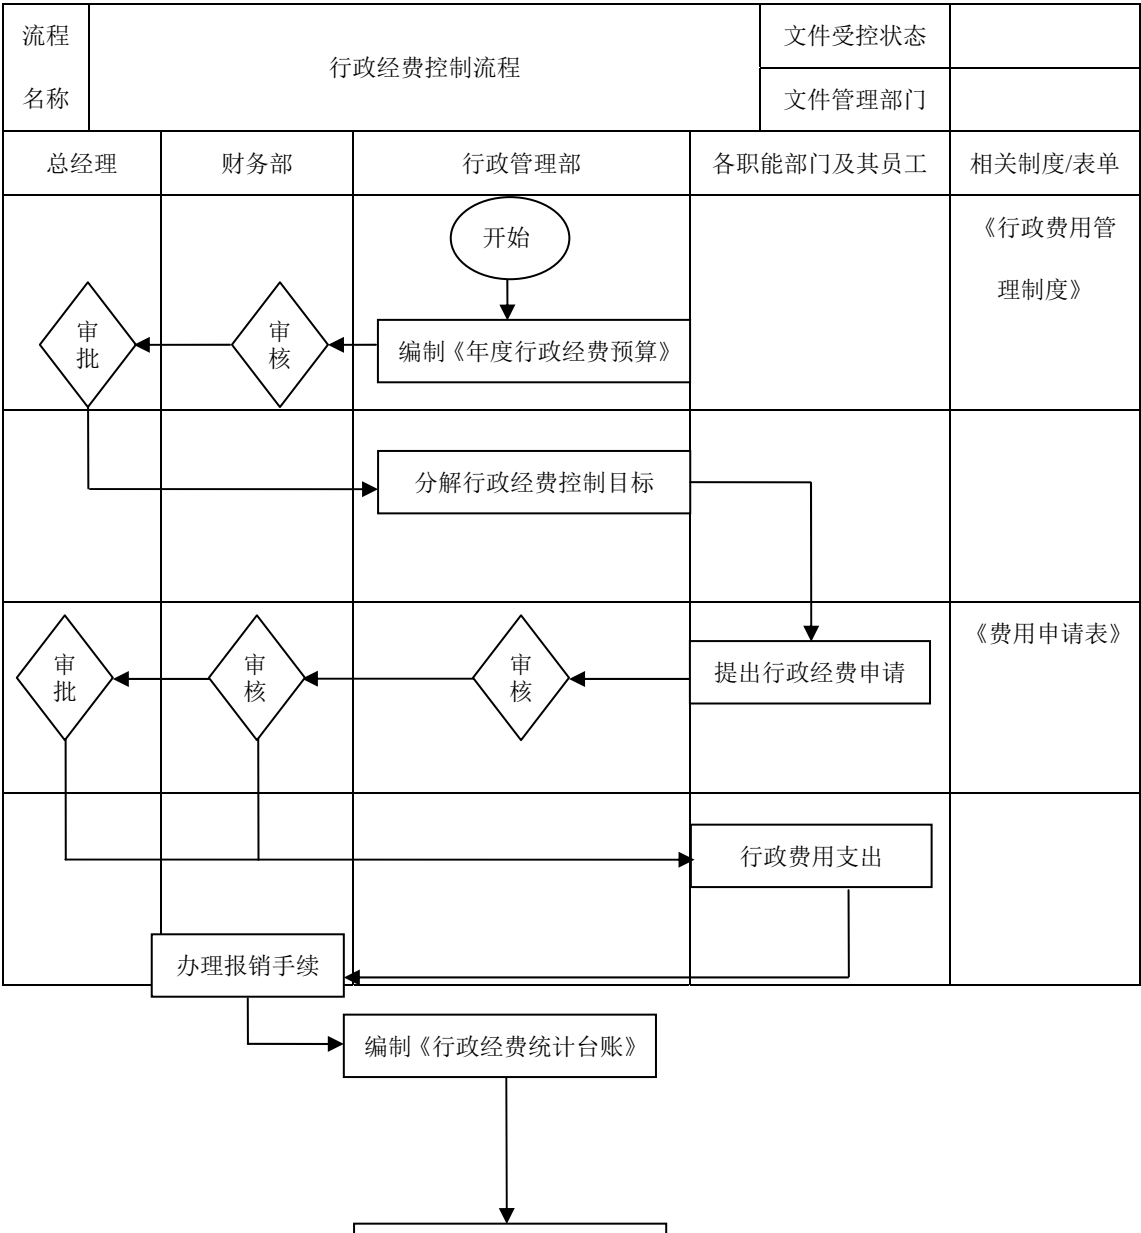 流程
名称
行政经费控制流程
文件受控状态
文件管理部门
总经理
财务部
行政管理部
各职能部门及其员工
相关制度/表单
开始
《行政费用管
理制度》
审
批
审
核
编制《年度行政经费预算》
分解行政经费控制目标
《费用申请表》
审
批
审
核
审
核
提出行政经费申请
行政费用支出
办理报销手续
编制《行政经费统计台账》